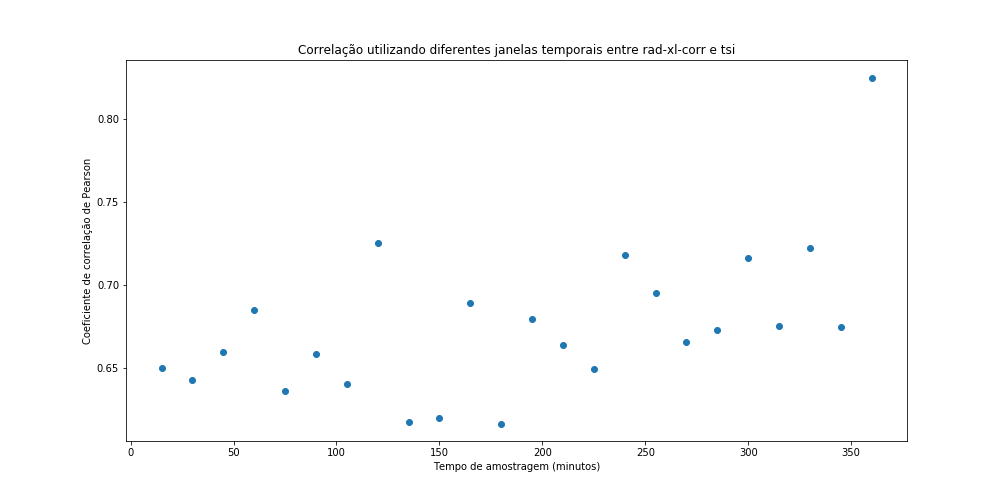 Correlação utilizando diferentes janelas temporais entre rad-xl-corr e tsi
0.80
0.75
0.70
0.65
Coeficiente de correlação de Pearson
0 50 100 150 200 250 300 350
Tempo de amostragem (minutos)